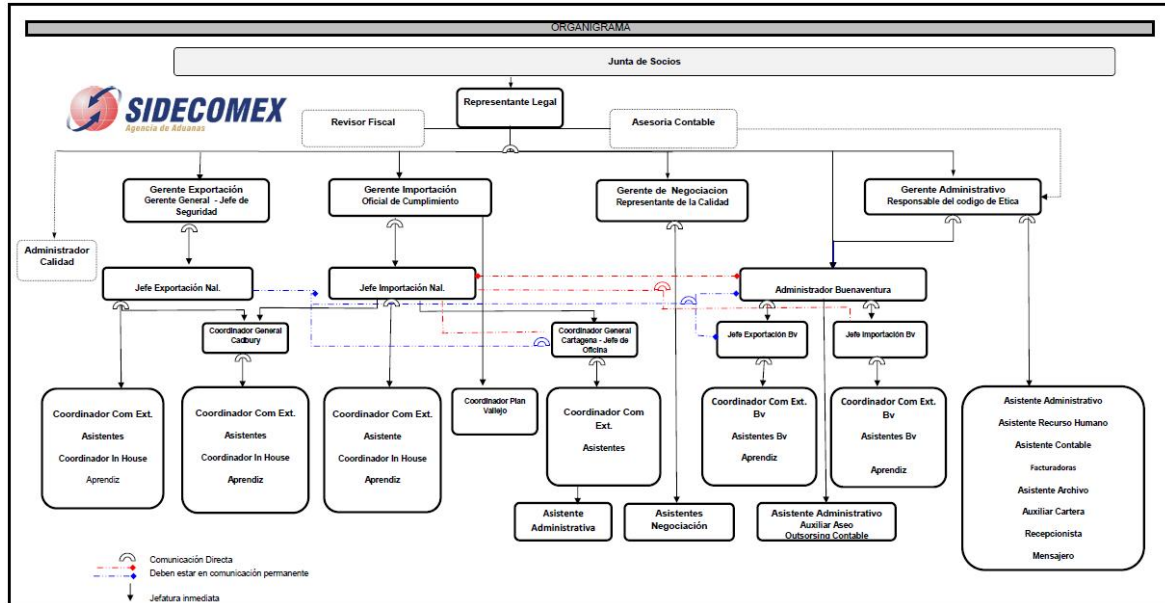 ORGANIGRAMA
Junta de Socios
SIDECOMEX
Agencia de Aduanas
Representante Legal
Revisor Fiscal
Asesoria Contable
Gerente Exportación
Gerente General - Jefe de
Seguridad
Gerente Importación
Oficial de Cumplimiento
Gerente de Negociacion
Representante de la Calidad
Gerente Administrativo
Responsable del codigo de Etica
Administrador
Calidad
Jefe Exportación Nal.
Jefe Importación Nal.
Administrador Buenaventura
Coordinador General
Cadbury
Coordinador General
Cartagena - Jefe de
Oficina
Jefe Exportación Bv
Jefe Importación Bv
Coordinador Com Ext.
Asistentes
Coordinador In House
Aprendiz
Coordinador Com Ext.
Asistentes
Coordinador In House
Aprendiz
Coordinador Com Ext.
Asistente
Coordinador In House
Aprendiz
Coordinador Plan
Vallejo
Coordinador Com
Ext.
Asistentes
Coordinador Com Ext.
Bv
Asistentes Bv
Aprendiz
Coordinador Com Ext.
Bv
Asistentes Bv
Aprendiz
Asistente Administrativo
Asistente Recurso Humano
Asistente Contable
Facturadoras
Asistente Archivo
Auxiliar Cartera
Recepcionista
Mensajero
Asistente
Administrativa
Asistentes
Negociación
Asistente Administrativo
Auxiliar Aseo
Outsorsing Contable
Comunicación Directa
Deben estar en comunicación permanente
Jefatura inmediata